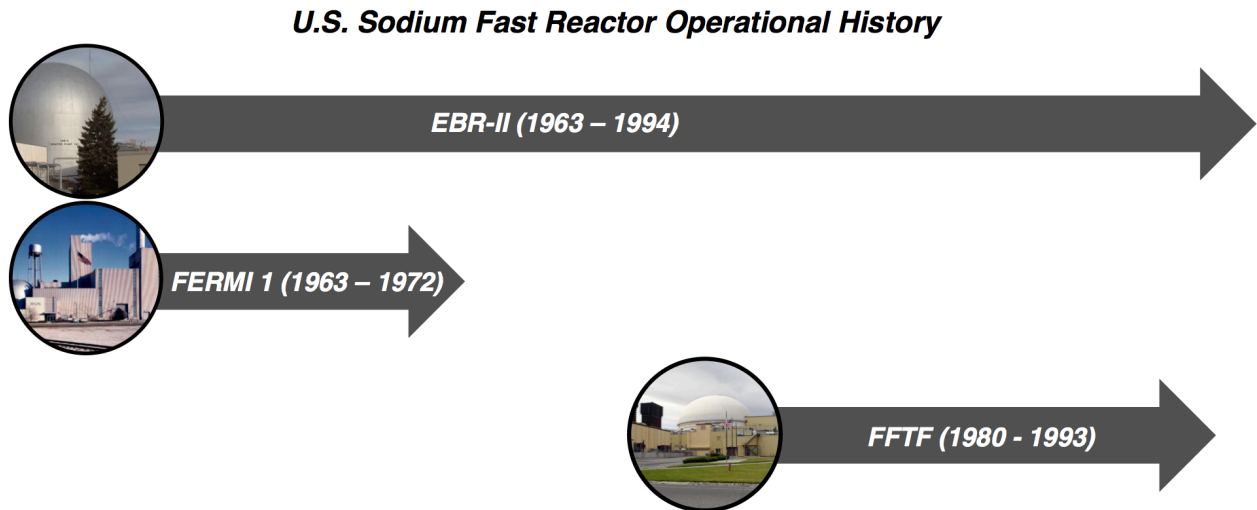 U.S. Sodium Fast Reactor Operational History
EBR-II (1963 – 1994)
FERMI 1 (1963 – 1972)
FFTF (1980 - 1993)